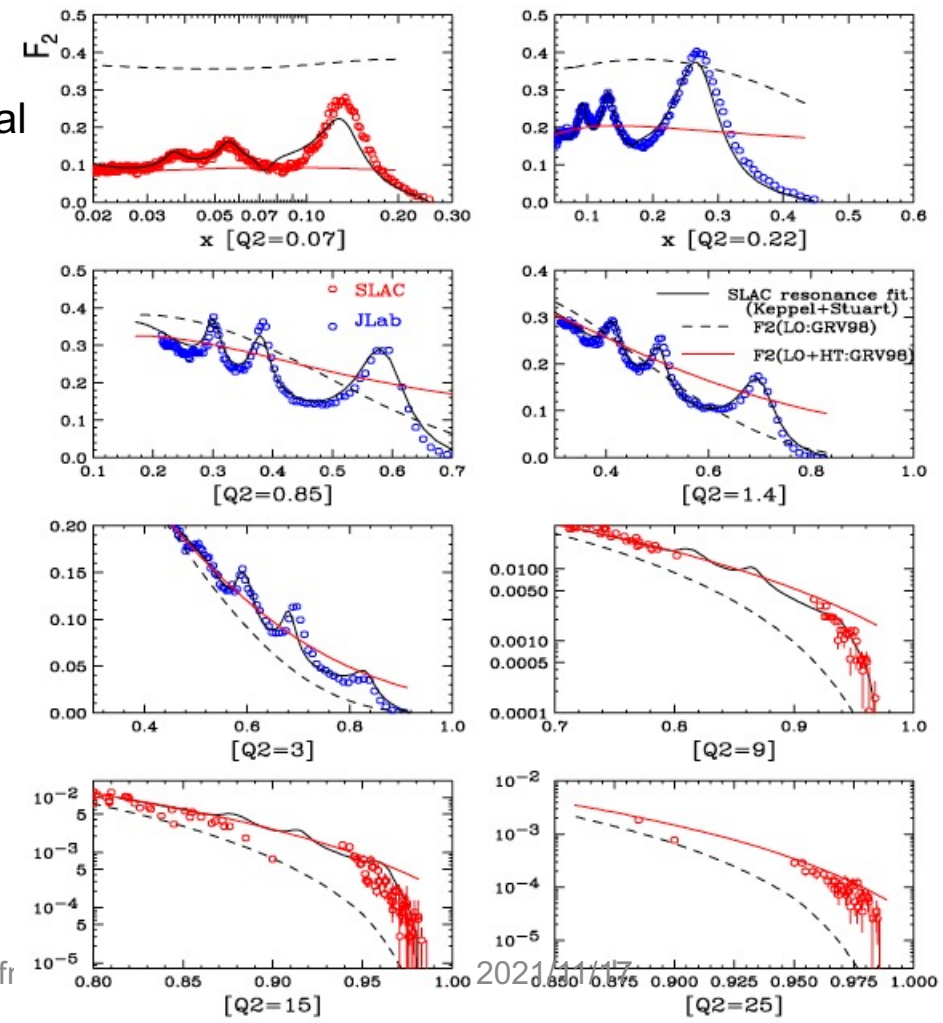 F2
al
0.5
0.4
0.3
0.2
0.1
0.0
0.02 0.03 0.05 0.07 0.10 0.20 0.30
x [Q2=0.07]
0.5
0.4
0.3
0.2
0.1
0.0
0.1 0.2 0.3 0.4 0.5 0.6
x [Q2=0.22]
0.5
0.4
0.3
0.2
0.1
0.0
SLAC
JLab
0.1 0.2 0.3 0.4 0.5 0.6 0.7
[Q2=0.85]
0.4
0.3
0.2
0.1
0.0
SLAC resonance fit
(Keppel+Stuart)
F2(LO:GRV98)
F2(LO+HT:GRV98)
0.4 0.6 0.8 1.0
[Q2=1.4]
0.20
0.15
0.10
0.05
0.00
0.4 0.6 0.8 1.0
[Q2=3]
0.0100
0.0050
0.0010
0.0005
0.0001
0.7 0.8 0.9 1.0
[Q2=9]
10−2
5
10−3
5
10−4
5
10−5
0.80 0.85 0.90 0.95 1.00
[Q2=15]
10−2
10−3
10−4
10−5
0.850 0.875 0.900 0.925 0.950 0.975 1.000
[Q2=25]
fr
2021/11/17